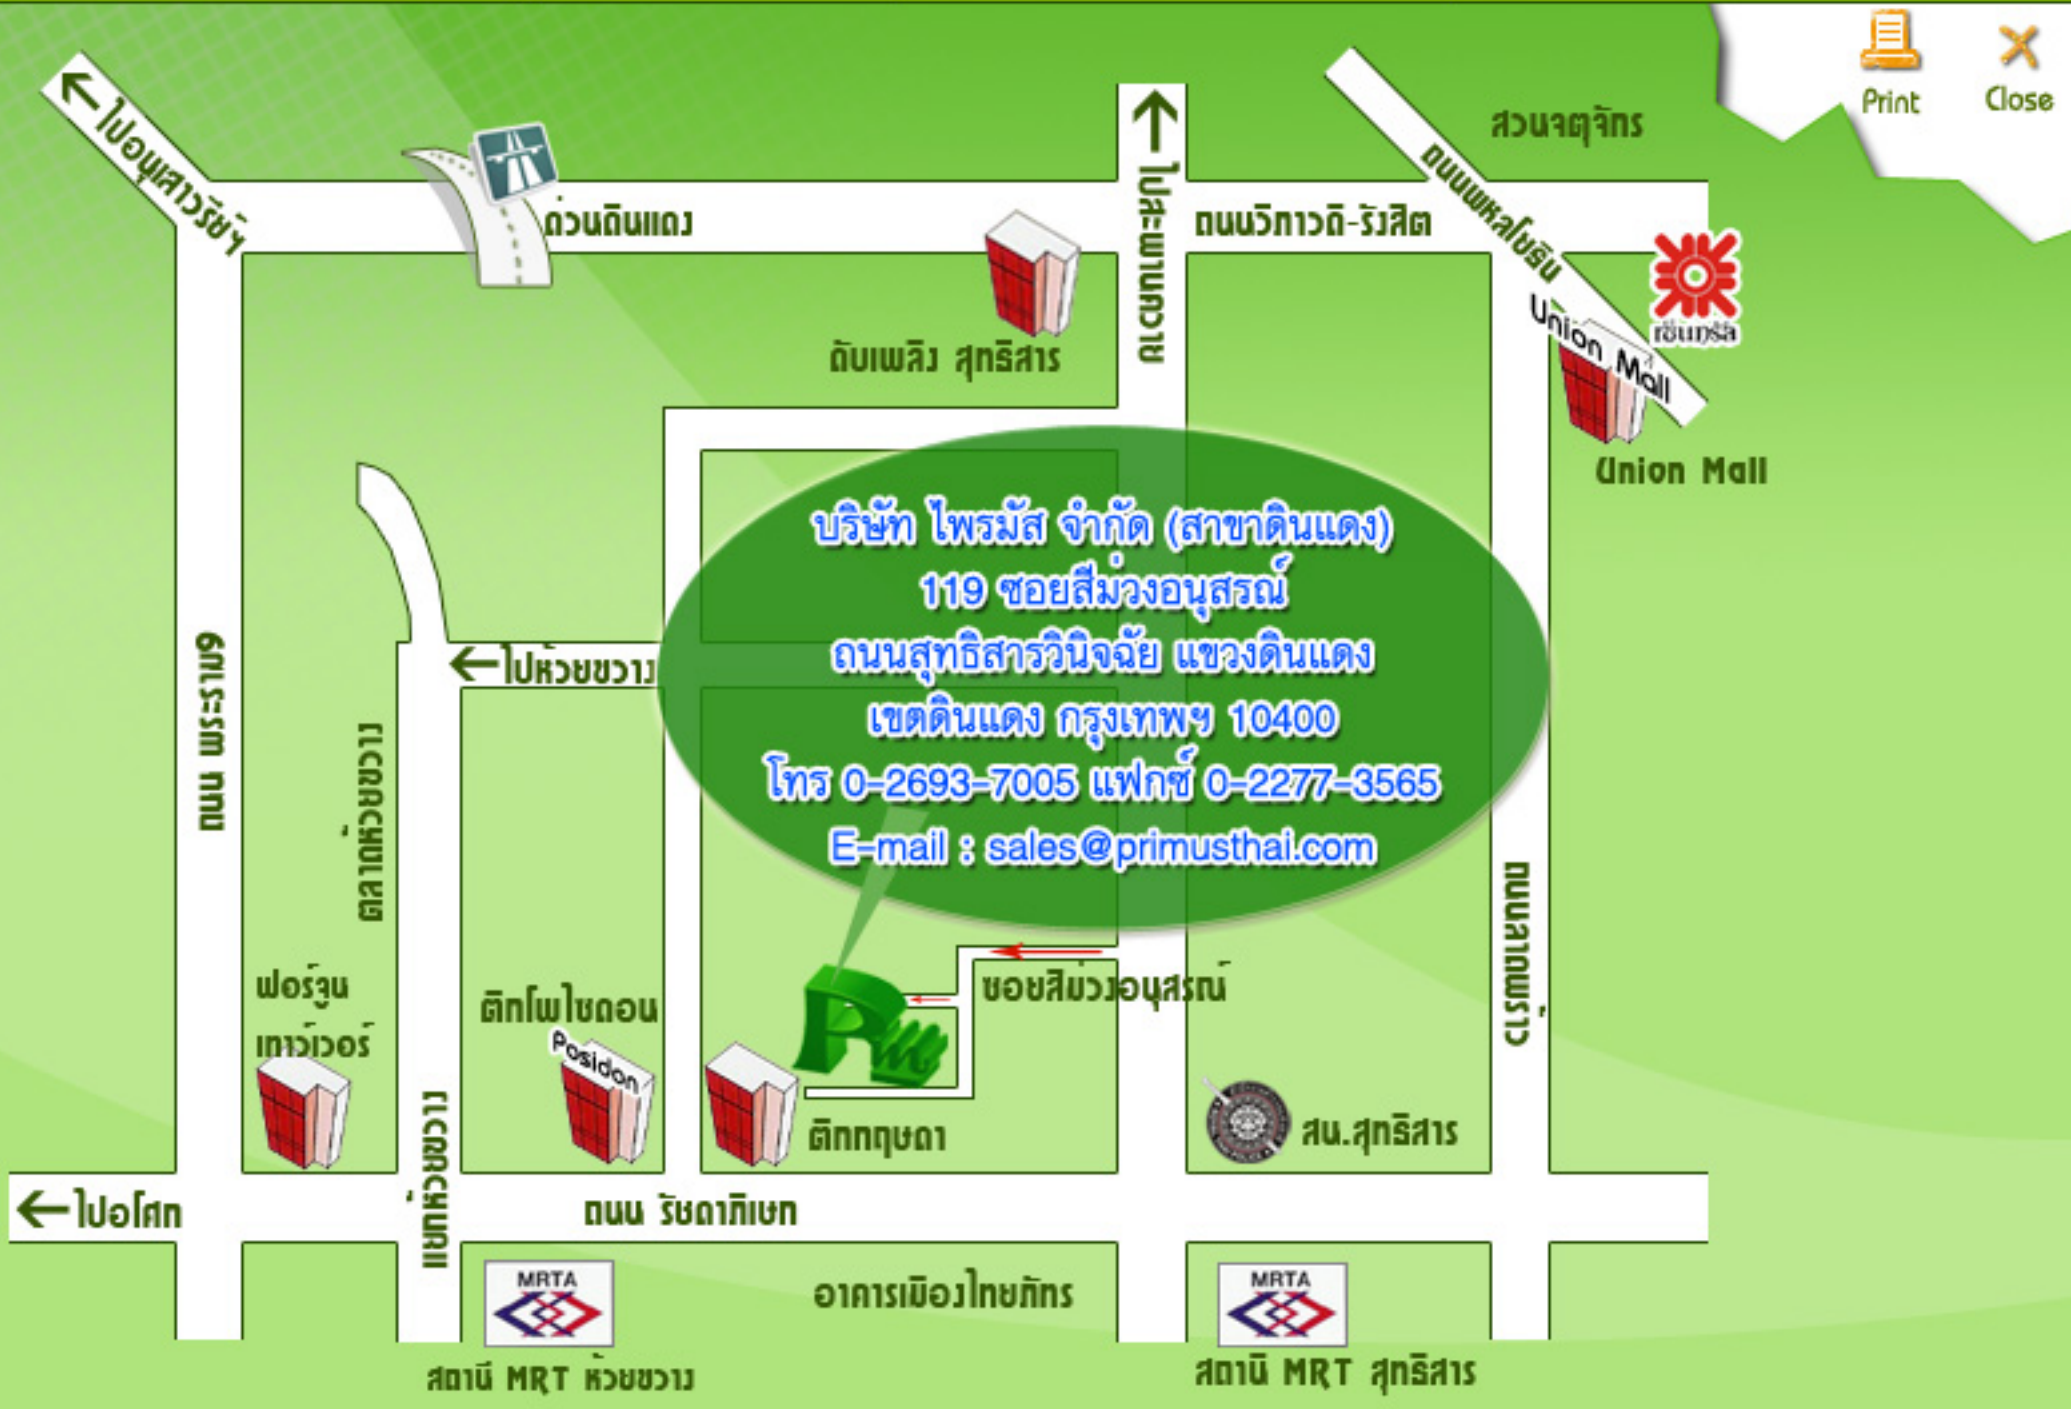 Print
Close
ไปอนุเสาวรีย์ฯ
ด่วนดินแดง
ไปสะพานควาย
ถนนวิภาวดี-รังสิต
ถนนพหลโยธิน
สวนจตุจักร
เซ็นทรัล
Union Mall
Union Mall
ดับเพลิง สุทธิสาร
บริษัท ไพรมัส จำกัด (สาขาดินแดง)
119 ซอยสีม่วงอนุสรณ์
ถนนสุทธิสารวินิจฉัย แขวงดินแดง
เขตดินแดง กรุงเทพฯ 10400
โทร 0-2693-7005 แฟกซ์ 0-2277-3565
E-mail : sales@primusthai.com
ไปห้วยขวาง
ถนน พระราม9
ตลาดห้วยขวาง
ถนนลาดพร้าว
ฟอร์จูน
เทาว์เวอร์
ติกโพไซดอน
Posidon
Pm
ซอยสีม่วงอนุสรณ์
ติกกฤษดา
สน.สุทธิสาร
แยกห้วยขวาง
ไปอโศก
ถนน รัชดาภิเษก
MRTA
สถานี MRT ห้วยขวาง
อาคารเมืองไทยภัทร
MRTA
สถานี MRT สุทธิสาร